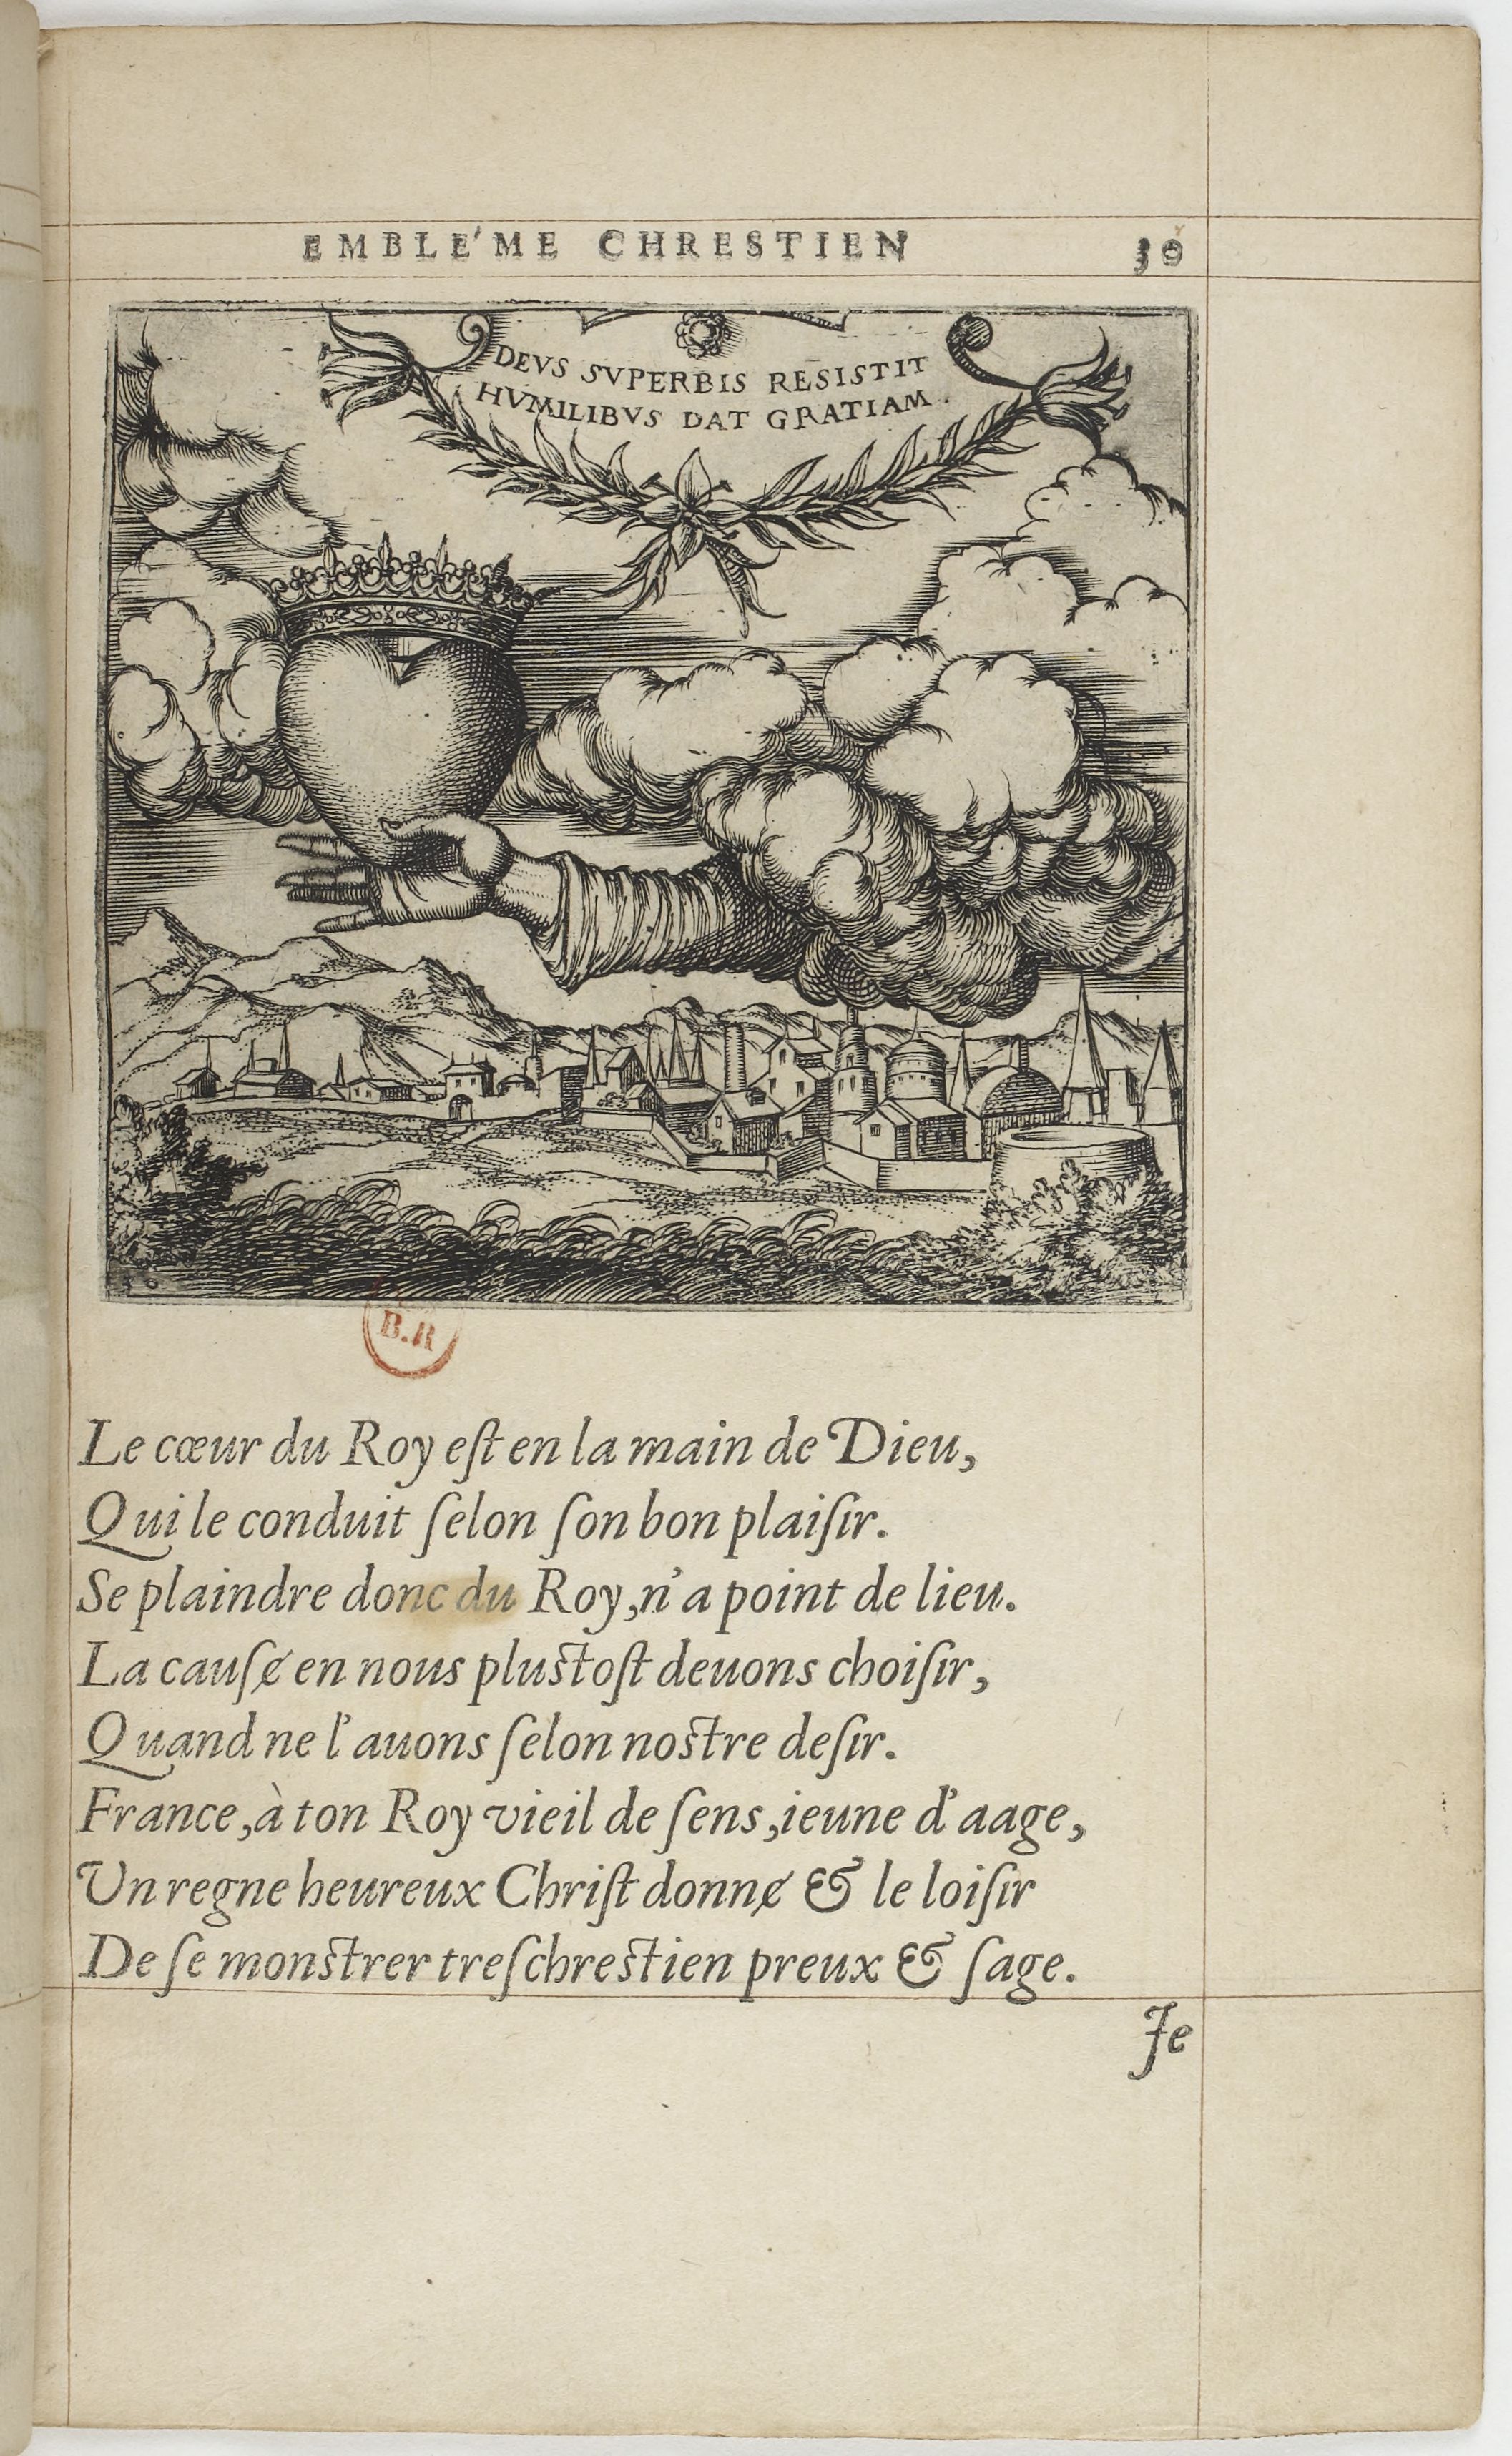 EMBLE'ME CHRESTIEN 30
DEVS SVPERBIS RESISTIT
HVMILIBVS DAT GRATIAM.
B.R
Le cœur du Roy eſt en la main de Dieu,
Qui le conduit ſelon ſon bon plaiſir.
Se plaindre donc du Roy, n'a point de lieu.
La cauſɇ en nous pluſtoſt deuons choiſir,
Quand ne l'auons ſelon noſtre deſir.
France, à ton Roy vieil de ſens, ieune d'aage,
Un regne heureux Chriſt donnɇ & le loiſir
De ſe monſtrer treſchreſtien preux & ſage.
Je